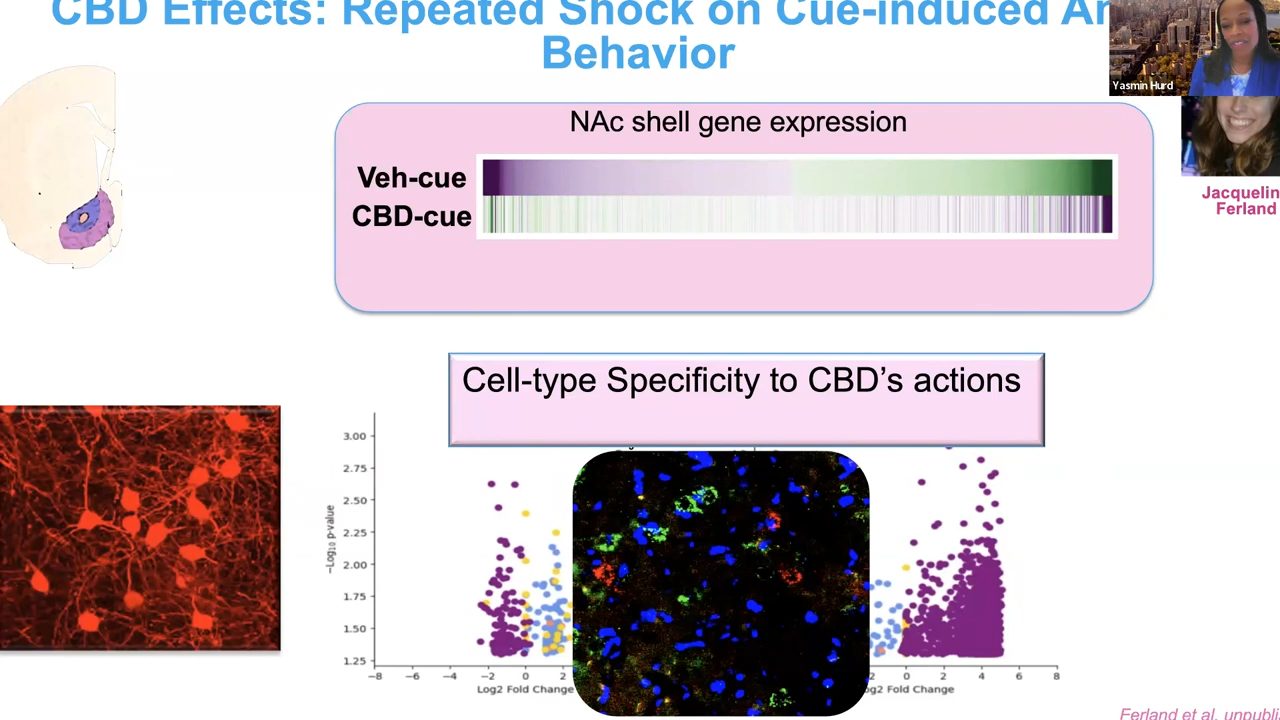 CBD Effects: Repeated Shock on Cue-induced An
Behavior
Yasmin Hurd
NAc shell gene expression
Veh-cue
CBD-cue
Jacquelin
Ferland
Cell-type Specificity to CBD’s actions
3.00
2.75
2.50
2.25
2.00
1.75
1.50
1.25
−Log10 p-value
−8 −6 −4 −2 0 2
Log2 Fold Change
−2 0 2 4 6 8
og2 Fold Change
Ferland et al. unpubli